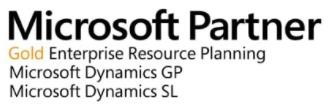 Microsoft Partner
Gold Enterprise Resource Planning
Microsoft Dynamics GP
Microsoft Dynamics SL